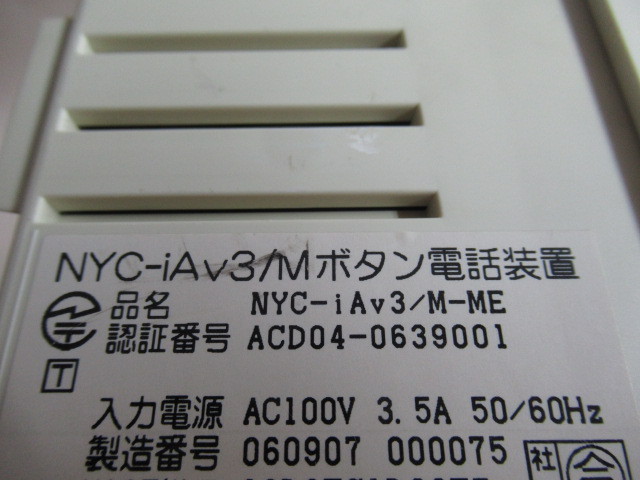 NYC-iAv3/Mボタン電話装置
品名 NYC-iAv3/M-ME
認証番号 ACD04-0639001
T
入力電源 AC100V 3.5A 50/60Hz
製造番号 060907 000075
社